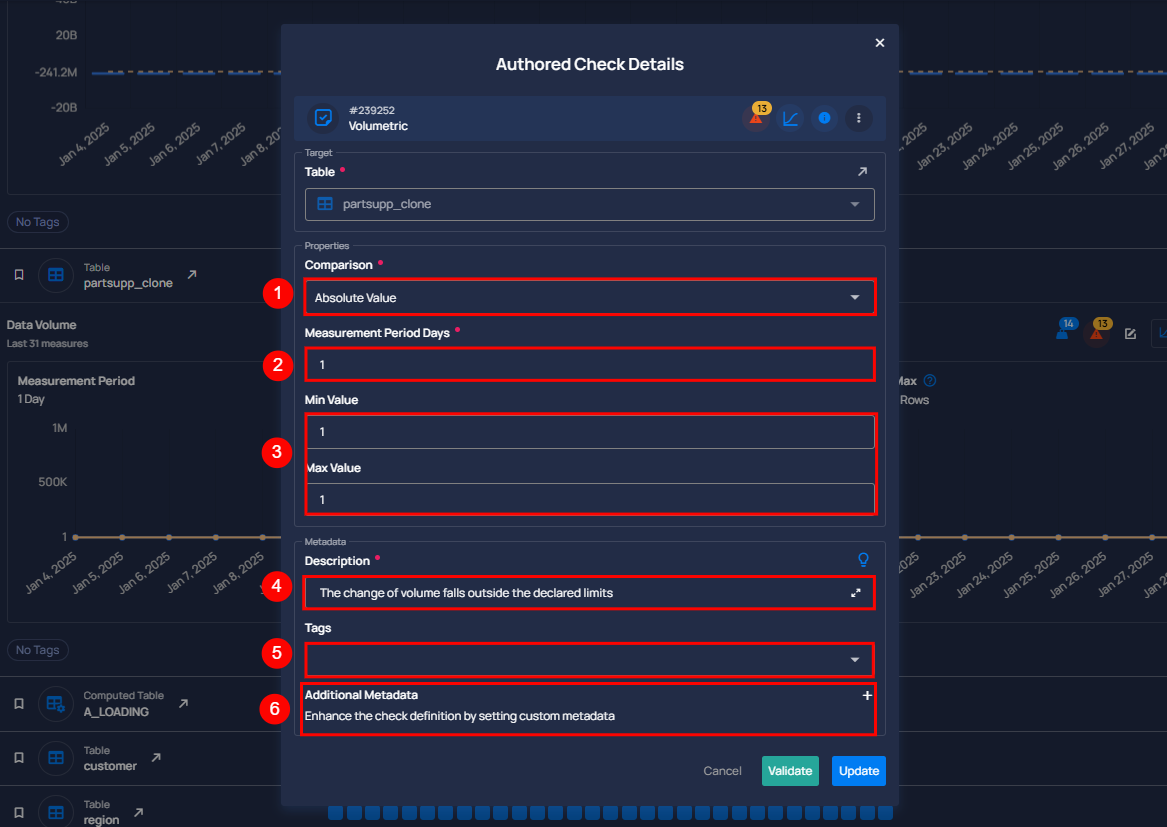 40B
20B
-241.2M
-20B
Jan 4, 2025
Jan 5, 2025
Jan 6, 2025
Jan 7, 2025
Jan 8, 2025
Jan 23, 2025
Jan 24, 2025
Jan 25, 2025
Jan 26, 2025
Jan 27, 2025
No Tags
Table
partsupp_clone
Data Volume
Last 31 measures
14
13
Measurement Period
1 Day
Max
Rows
1M
500K
1
Jan 4, 2025
Jan 5, 2025
Jan 6, 2025
Jan 7, 2025
Jan 8, 2025
Jan 23, 2025
Jan 24, 2025
Jan 25, 2025
Jan 26, 2025
Jan 27, 2025
No Tags
Computed Table
A_LOADING
Table
customer
Table
region
Authored Check Details
#239252
Volumetric
13
Target
Table
partsupp_clone
Properties
Comparison
1
Absolute Value
Measurement Period Days
2
1
Min Value
1
3
Max Value
1
Metadata
Description
4
The change of volume falls outside the declared limits
Tags
5
6
Additional Metadata
Enhance the check definition by setting custom metadata
Cancel
Validate
Update